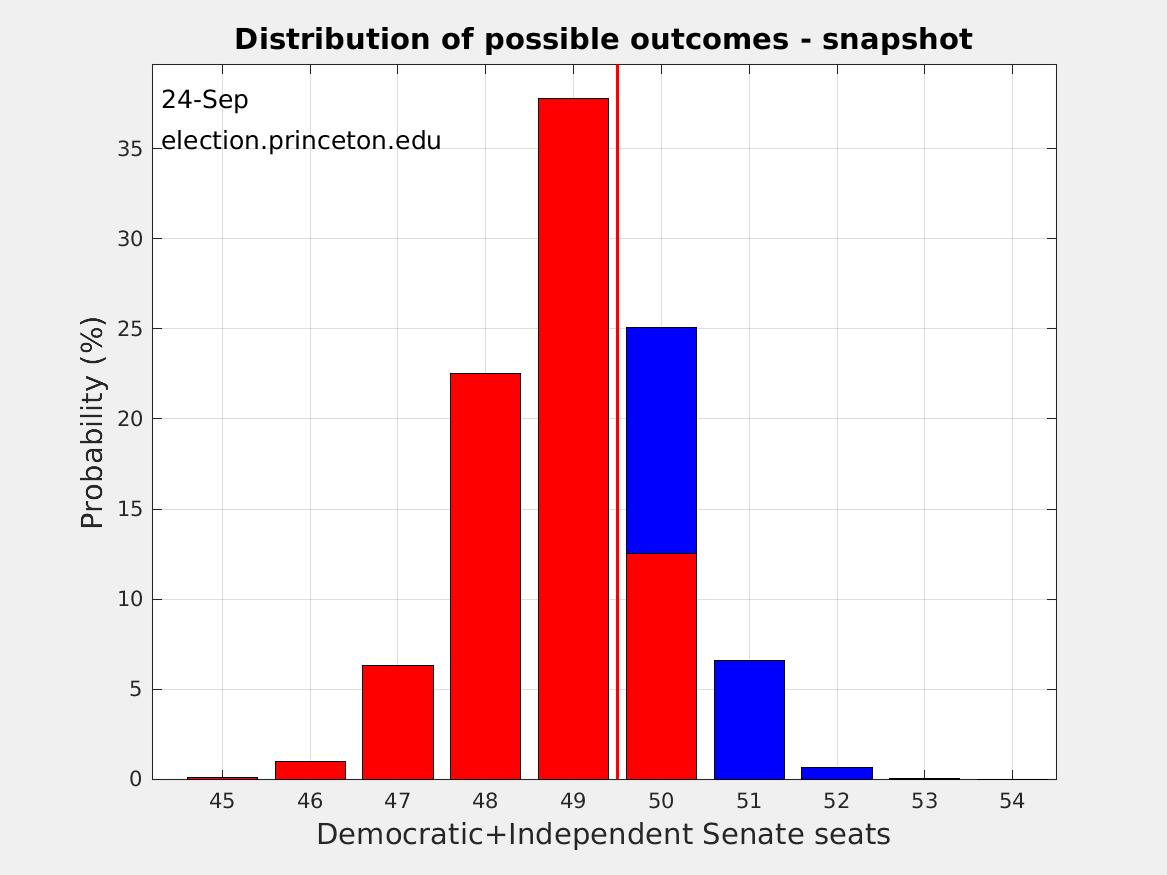 Distribution of possible outcomes - snapshot
24-Sep
election.princeton.edu
Probability (%)
35
30
25
20
15
10
5
0
45 46 47 48 49 50 51 52 53 54
Democratic+Independent Senate seats